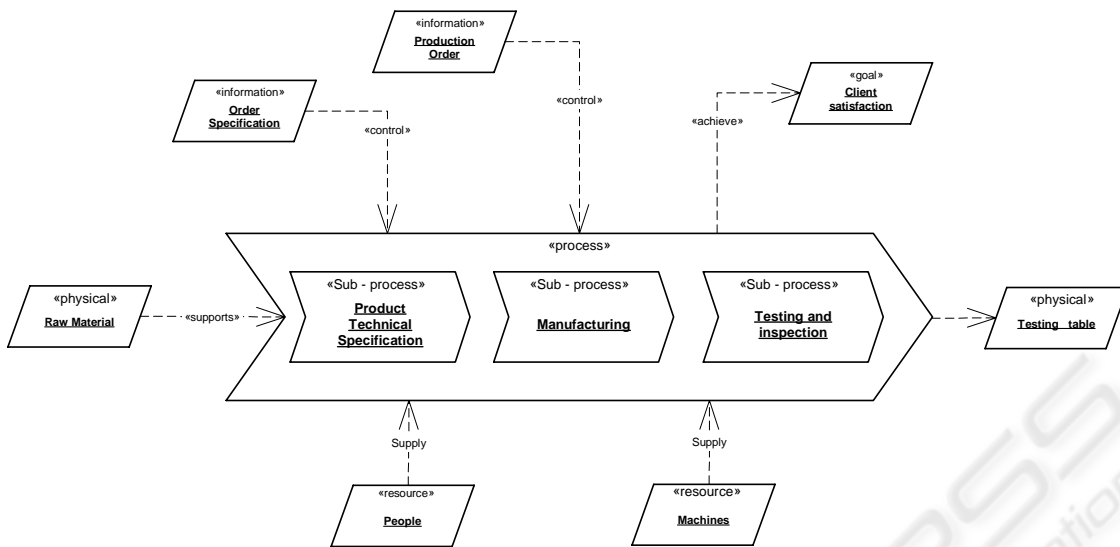 «information»
Production
Order
«information»
Order
Specification
«goal»
Client
satisfaction
«control»
«control»
«achieve»
«process»
«physical»
Raw Material
«supports»
«Sub - process»
Product
Technical
Specification
«Sub - process»
Manufacturing
«Sub - process»
Testing and
inspection
«physical»
Testing table
Supply
Supply
«resource»
People
«resource»
Machines